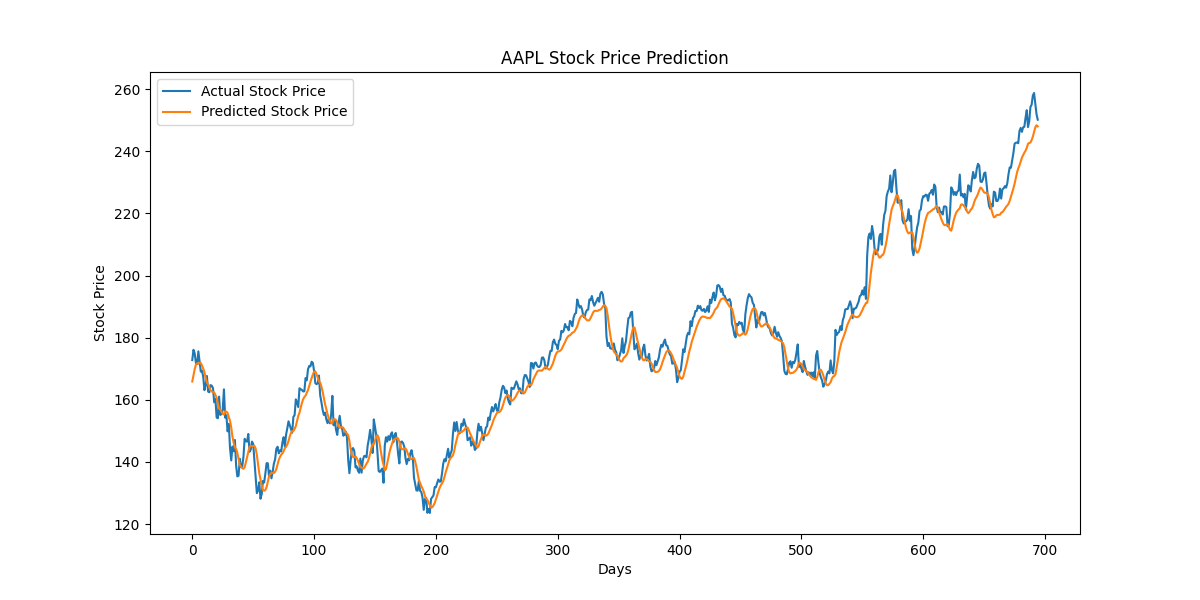 AAPL Stock Price Prediction
Actual Stock Price
Predicted Stock Price
260
240
220
200
180
160
140
120
Stock Price
0 100 200 300 400 500 600 700
Days